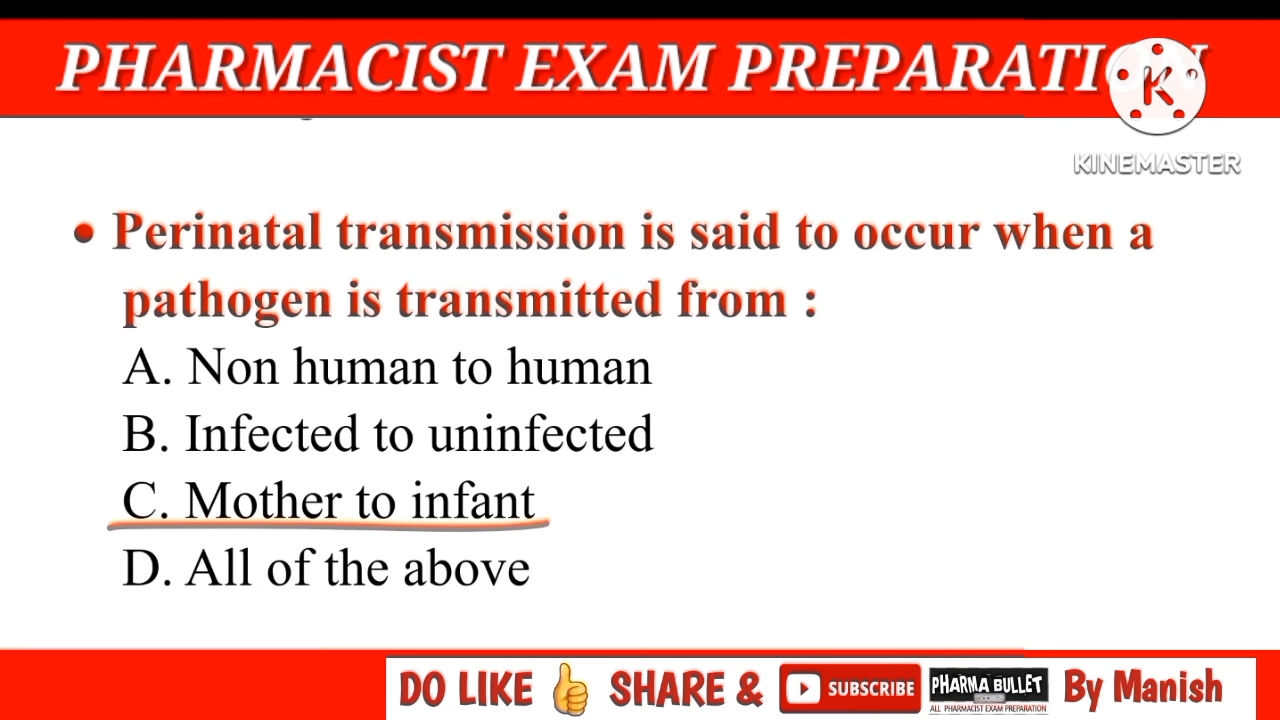 PHARMACIST EXAM PREPARATION
KINEMASTER
• Perinatal transmission is said to occur when a
pathogen is transmitted from :
A. Non human to human
B. Infected to uninfected
C. Mother to infant
D. All of the above
DO LIKE 👍 SHARE & SUBSCRIBE PHARMA BULLET By Manish
ALL PHARMACIST EXAM PREPARATION